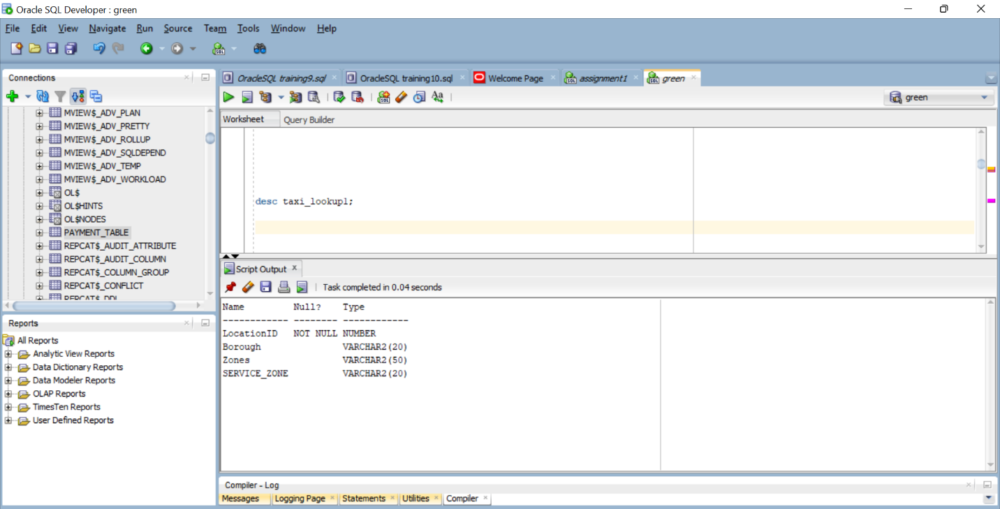 Oracle SQL Developer : green
File Edit View Navigate Run Source Team Tools Window Help
Connections
MVIEW$_ADV_PLAN
MVIEW$_ADV_PRETTY
MVIEW$_ADV_ROLLUP
MVIEW$_ADV_SQLDEPEND
MVIEW$_ADV_TEMP
MVIEW$_ADV_WORKLOAD
OL$
OL$HINTS
OL$NODES
PAYMENT_TABLE
REPCAT$_AUDIT_ATTRIBUTE
REPCAT$_AUDIT_COLUMN
REPCAT$_COLUMN_GROUP
REPCAT$_CONFLICT
REPCAT$_DDL
Reports
All Reports
Analytic View Reports
Data Dictionary Reports
Data Modeler Reports
OLAP Reports
TimesTen Reports
User Defined Reports
OracleSQL training9.sql OracleSQL training10.sql Welcome Page assignment1 green
green
Worksheet Query Builder
desc taxi_lookup1;
Script Output
Task completed in 0.04 seconds
Name Null? Type
------------ -------- ------------
LocationID NOT NULL NUMBER
Borough VARCHAR2(20)
Zones VARCHAR2(50)
SERVICE_ZONE VARCHAR2(20)
Compiler - Log
Messages Logging Page Statements Utilities Compiler